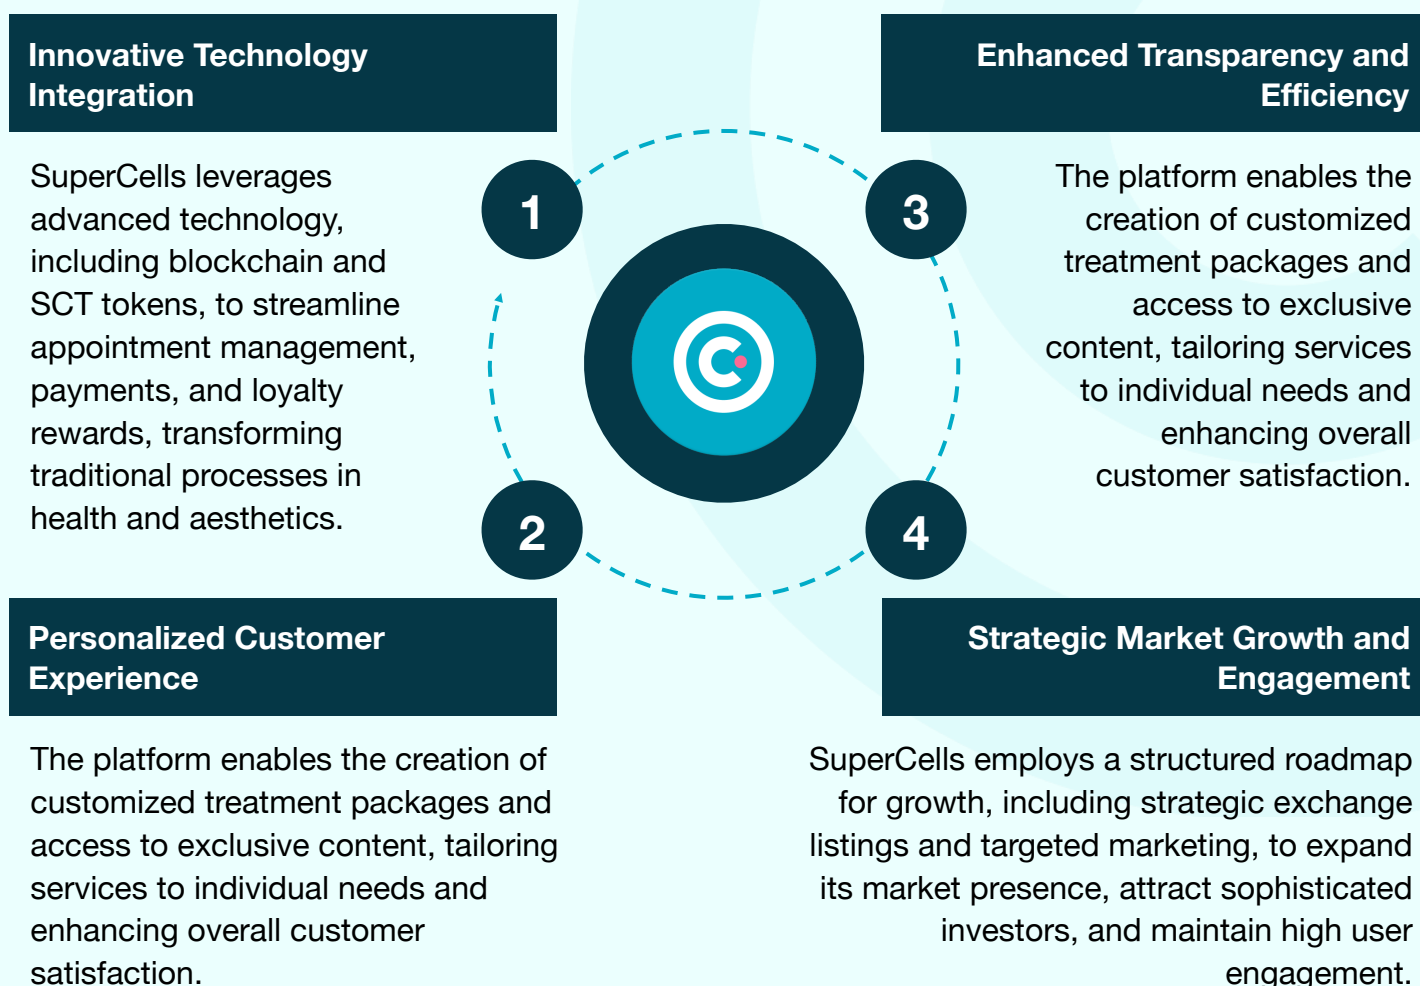 Innovative Technology
Integration
SuperCells leverages
advanced technology,
including blockchain and
SCT tokens, to streamline
appointment management,
payments, and loyalty
rewards, transforming
traditional processes in
health and aesthetics.
1
2
Personalized Customer
Experience
The platform enables the creation of
customized treatment packages and
access to exclusive content, tailoring
services to individual needs and
enhancing overall customer
satisfaction.
Enhanced Transparency and
Efficiency
3
The platform enables the
creation of customized
treatment packages and
access to exclusive
content, tailoring services
to individual needs and
enhancing overall
customer satisfaction.
4
Strategic Market Growth and
Engagement
SuperCells employs a structured roadmap
for growth, including strategic exchange
listings and targeted marketing, to expand
its market presence, attract sophisticated
investors, and maintain high user
engagement.